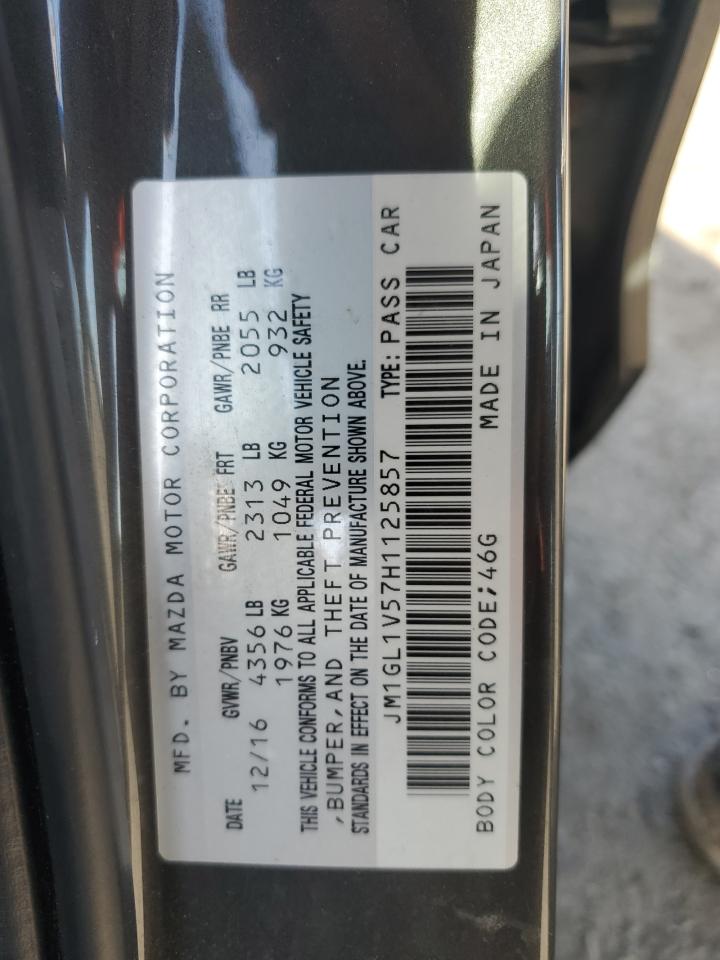 MFD. BY MAZDA MOTOR CORPORATION
DATE GVWR/PNBV GAWR/PNBE FRT GAWR/PNBE RR
12/16 4356 LB 2313 LB 2055 LB
1976 KG 1049 KG 932 KG
THIS VEHICLE CONFORMS TO ALL APPLICABLE FEDERAL MOTOR VEHICLE SAFETY
,BUMPER,AND THEFT PREVENTION
STANDARDS IN EFFECT ON THE DATE OF MANUFACTURE SHOWN ABOVE.
JM1GL1V57H1125857 TYPE: PASS CAR
BODY COLOR CODE;46G MADE IN JAPAN